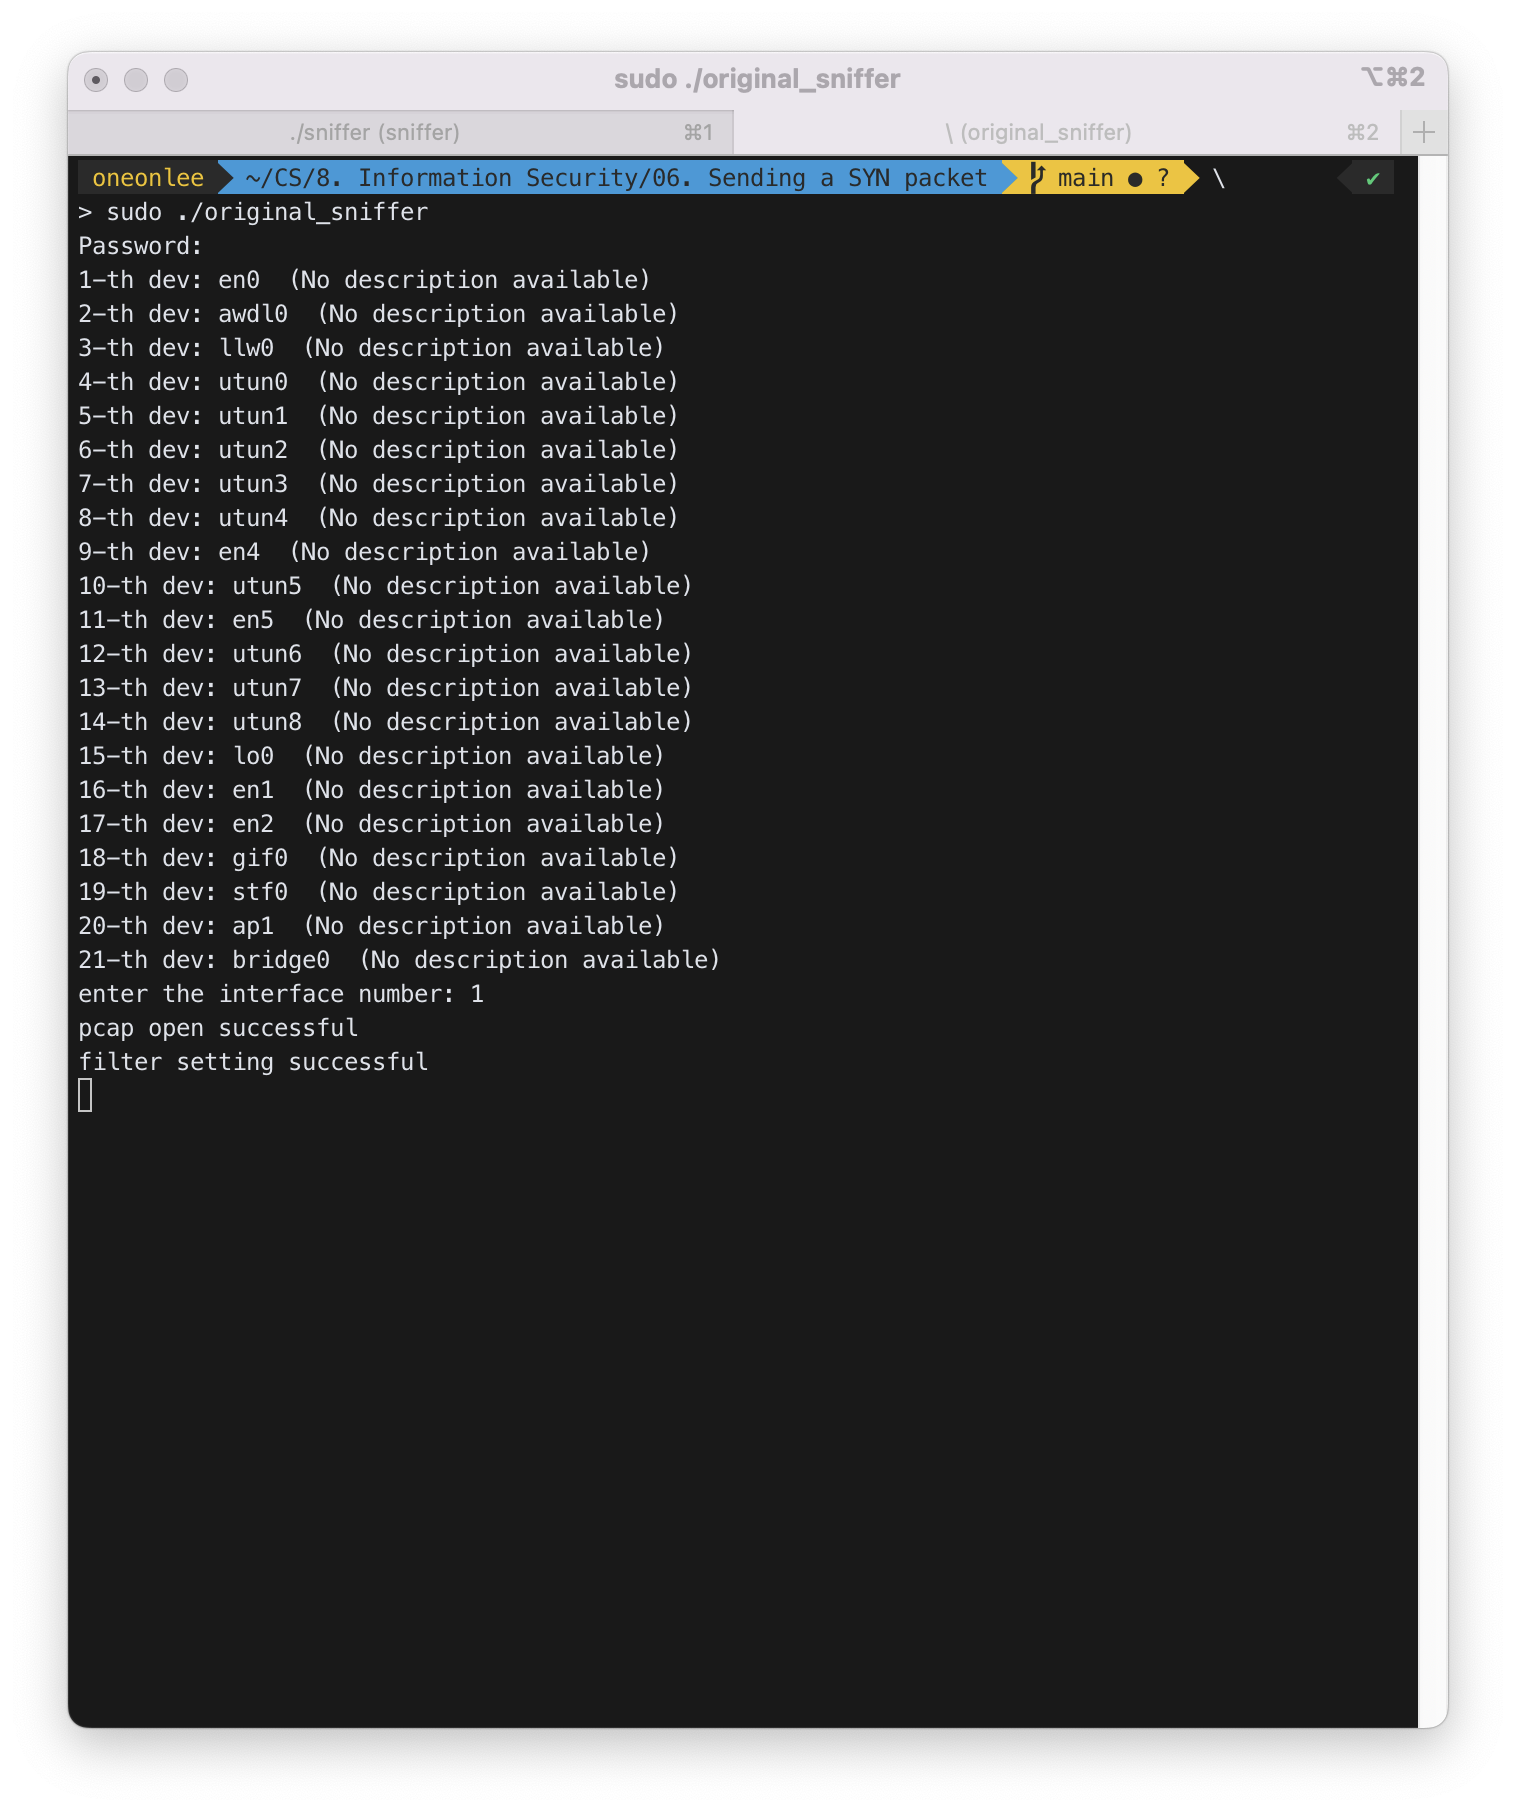 sudo ./original_sniffer ⌥⌘2
./sniffer (sniffer) ⌘1 \ (original_sniffer) ⌘2 +
oneonlee ~/CS/8. Information Security/06. Sending a SYN packet main ● ? \ ✔
> sudo ./original_sniffer
Password:
1-th dev: en0  (No description available)
2-th dev: awdl0  (No description available)
3-th dev: llw0  (No description available)
4-th dev: utun0  (No description available)
5-th dev: utun1  (No description available)
6-th dev: utun2  (No description available)
7-th dev: utun3  (No description available)
8-th dev: utun4  (No description available)
9-th dev: en4  (No description available)
10-th dev: utun5  (No description available)
11-th dev: en5  (No description available)
12-th dev: utun6  (No description available)
13-th dev: utun7  (No description available)
14-th dev: utun8  (No description available)
15-th dev: lo0  (No description available)
16-th dev: en1  (No description available)
17-th dev: en2  (No description available)
18-th dev: gif0  (No description available)
19-th dev: stf0  (No description available)
20-th dev: ap1  (No description available)
21-th dev: bridge0  (No description available)
enter the interface number: 1
pcap open successful
filter setting successful